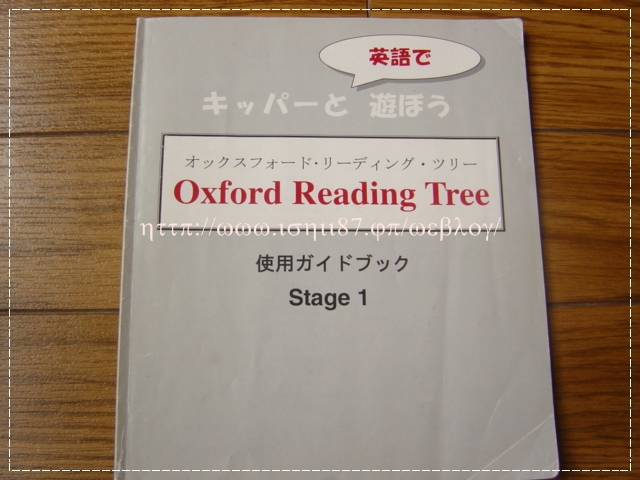 英語で
キッパーと 遊ぼう
オックスフォード・リーディング・ツリー
Oxford Reading Tree
ηττπ://ωωω.ισηιι87.φπ/ωεβλογ/
使用ガイドブック
Stage 1